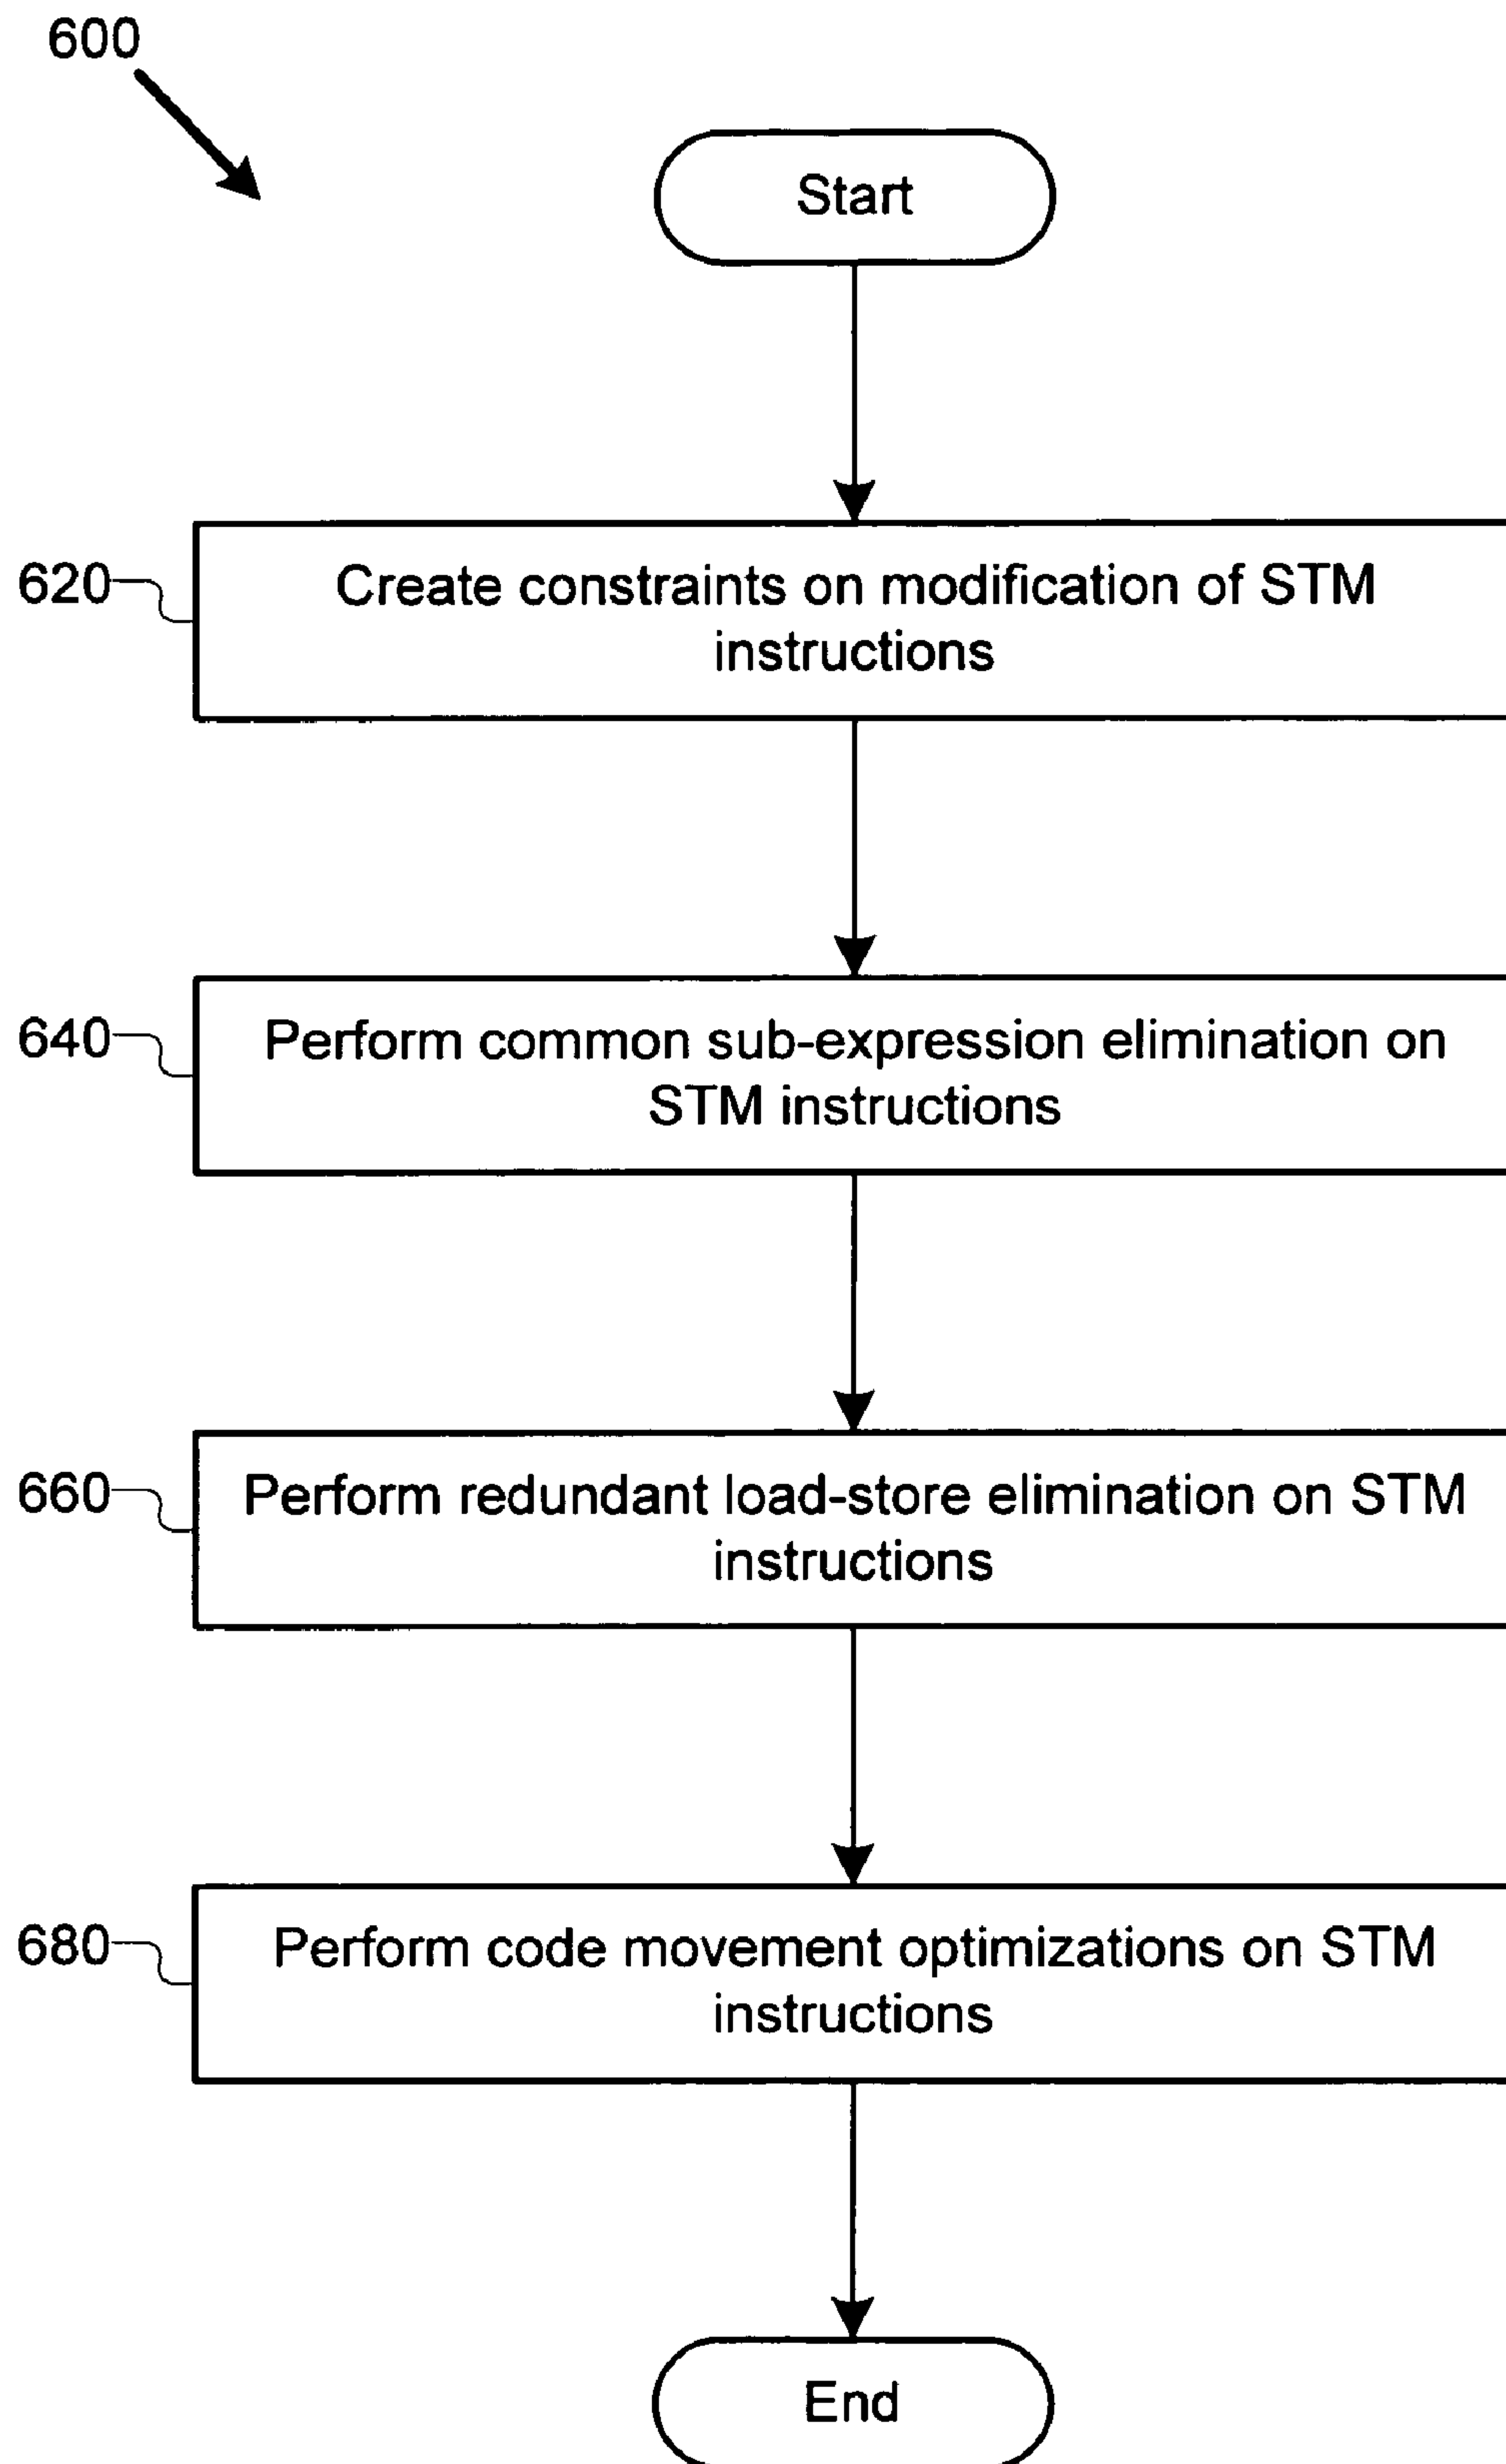 600
Start
620
Create constraints on modification of STM
instructions
640
Perform common sub-expression elimination on
STM instructions
660
Perform redundant load-store elimination on STM
instructions
680
Perform code movement optimizations on STM
instructions
End